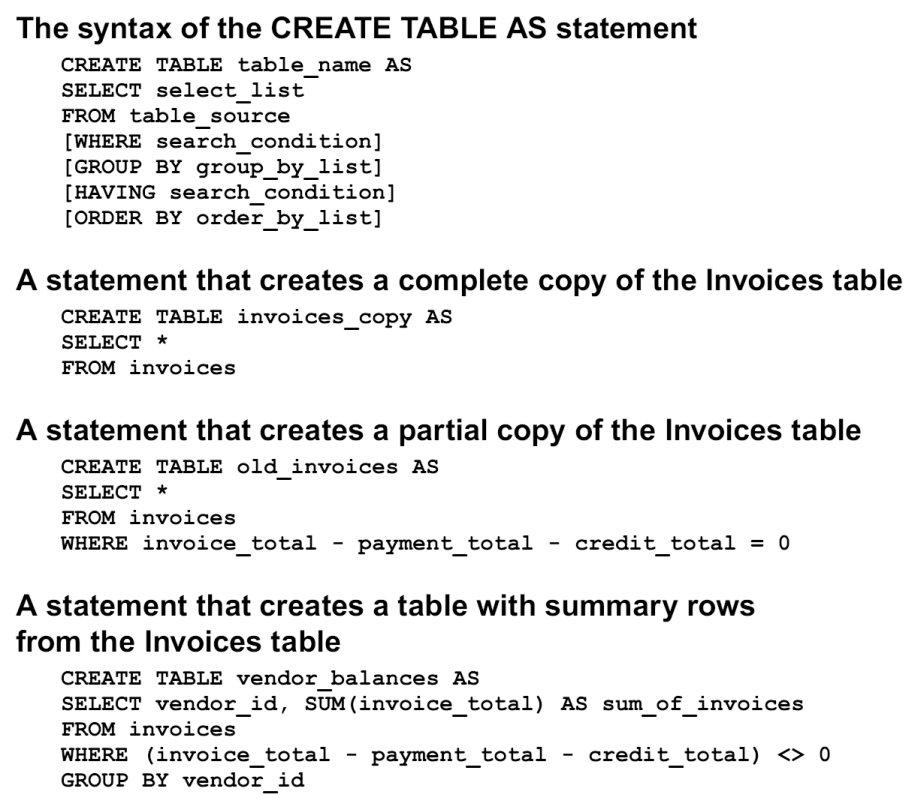 The syntax of the CREATE TABLE AS statement
CREATE TABLE table_name AS
SELECT select_list
FROM table_source
[WHERE search_condition]
[GROUP BY group_by_list]
[HAVING search_condition]
[ORDER BY order_by_list]
A statement that creates a complete copy of the Invoices table
CREATE TABLE invoices_copy AS
SELECT *
FROM invoices
A statement that creates a partial copy of the Invoices table
CREATE TABLE old_invoices AS
SELECT *
FROM invoices
WHERE invoice_total - payment_total - credit_total = 0
A statement that creates a table with summary rows
from the Invoices table
CREATE TABLE vendor_balances AS
SELECT vendor_id, SUM(invoice_total) AS sum_of_invoices
FROM invoices
WHERE (invoice_total - payment_total - credit_total) <> 0
GROUP BY vendor_id